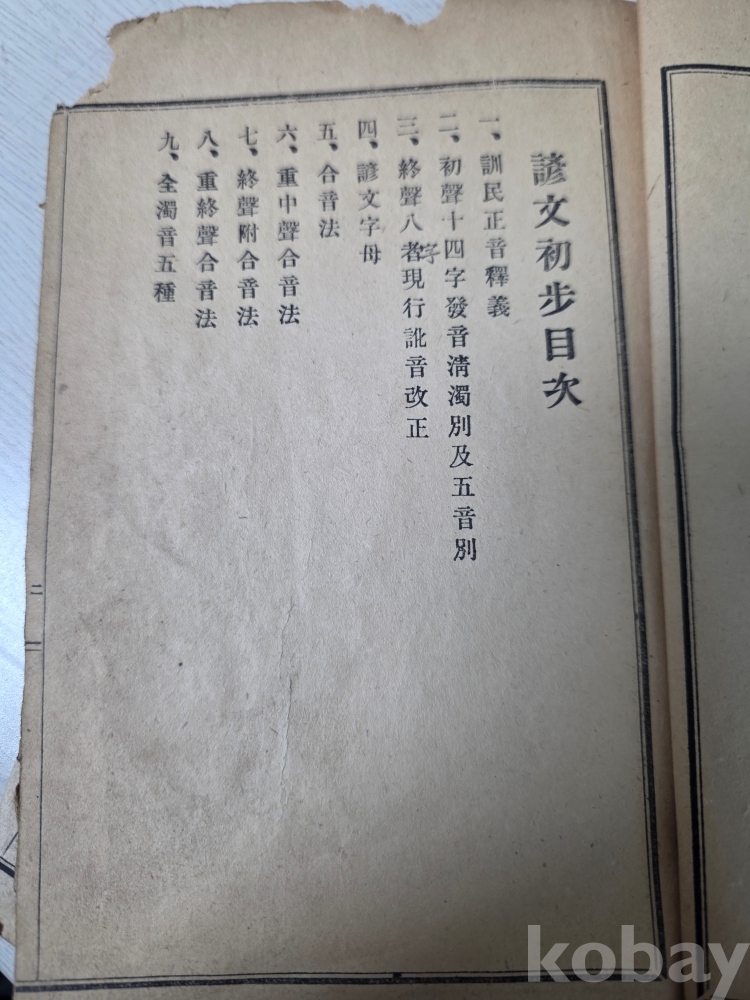 諺文初步目次
一、訓民正音釋義
二、初聲十四字發音淸濁別及五音別
三、終聲八字者現行訛音改正
四、諺文字母
五、合音法
六、重中聲合音法
七、終聲附合音法
八、重終聲合音法
九、全濁音五種
二
kobay